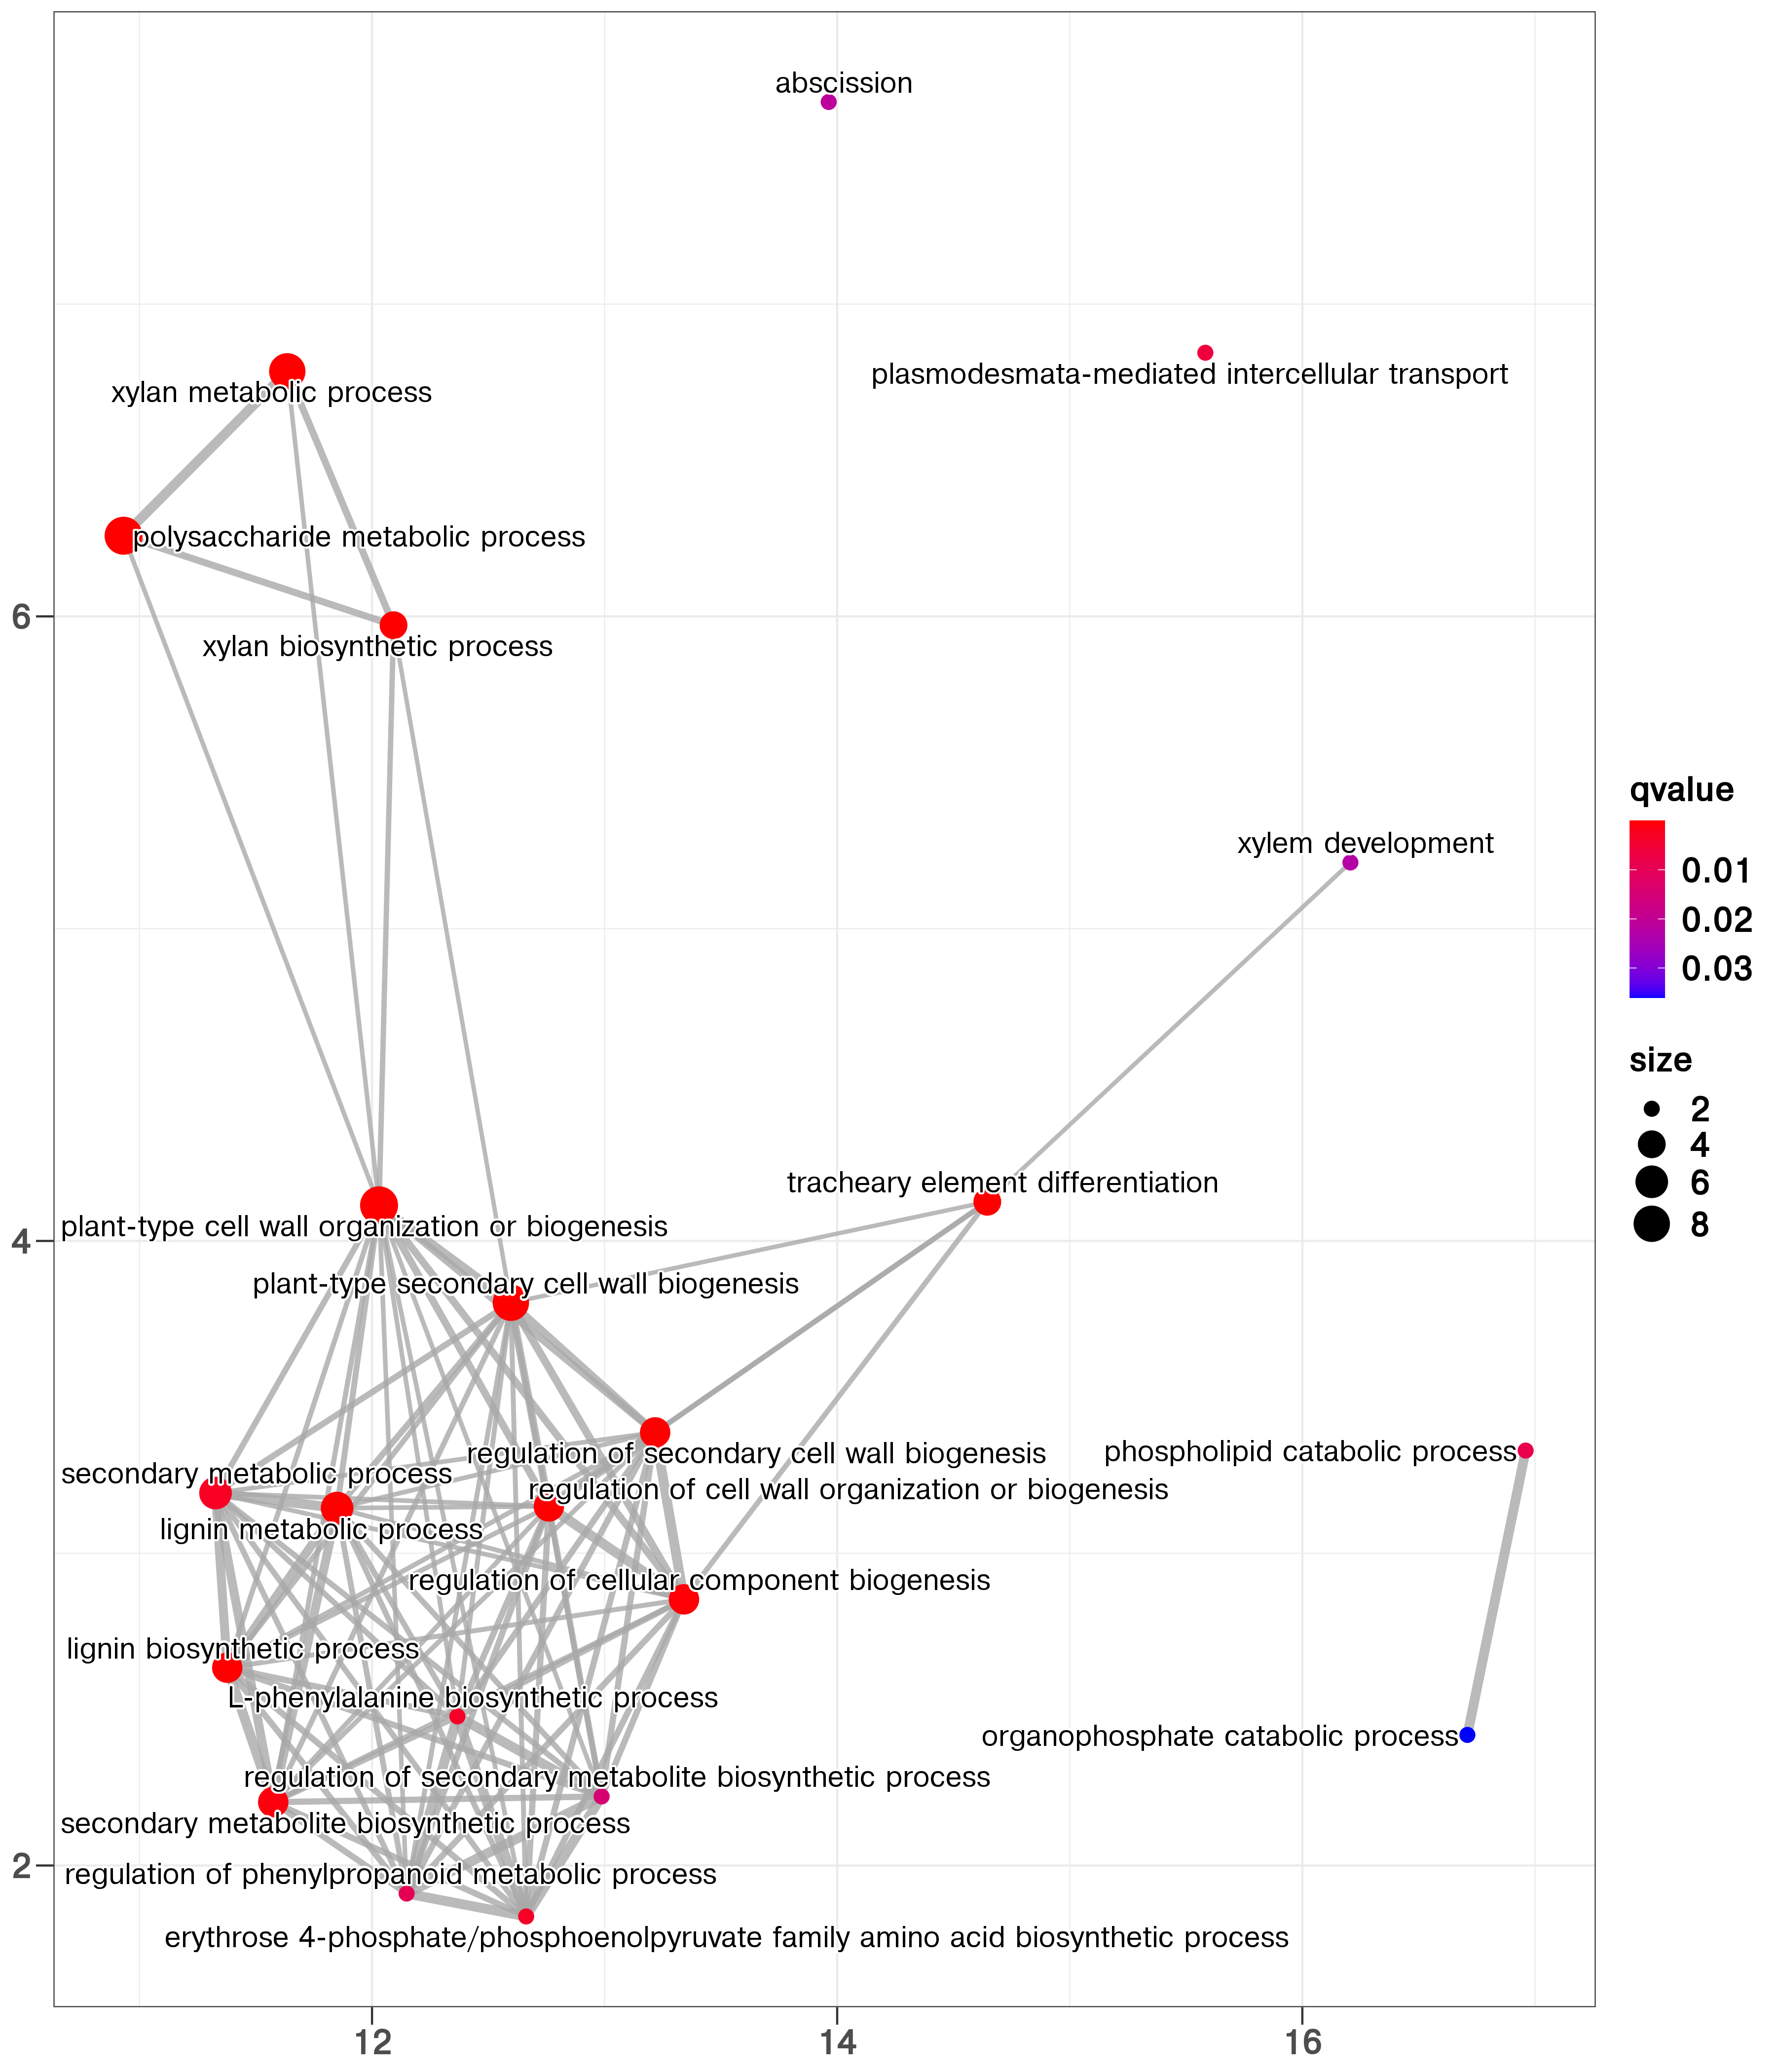 abscission
plasmodesmata-mediated intercellular transport
xylan metabolic process
polysaccharide metabolic process
6
xylan biosynthetic process
xylem development
qvalue
0.01
0.02
0.03
size
2
4
6
8
tracheary element differentiation
plant-type cell wall organization or biogenesis
4
plant-type secondary cell wall biogenesis
regulation of secondary cell wall biogenesis
phospholipid catabolic process
secondary metabolic process
regulation of cell wall organization or biogenesis
lignin metabolic process
regulation of cellular component biogenesis
lignin biosynthetic process
L-phenylalanine biosynthetic process
organophosphate catabolic process
regulation of secondary metabolite biosynthetic process
secondary metabolite biosynthetic process
2
regulation of phenylpropanoid metabolic process
erythrose 4-phosphate/phosphoenolpyruvate family amino acid biosynthetic process
12
14
16